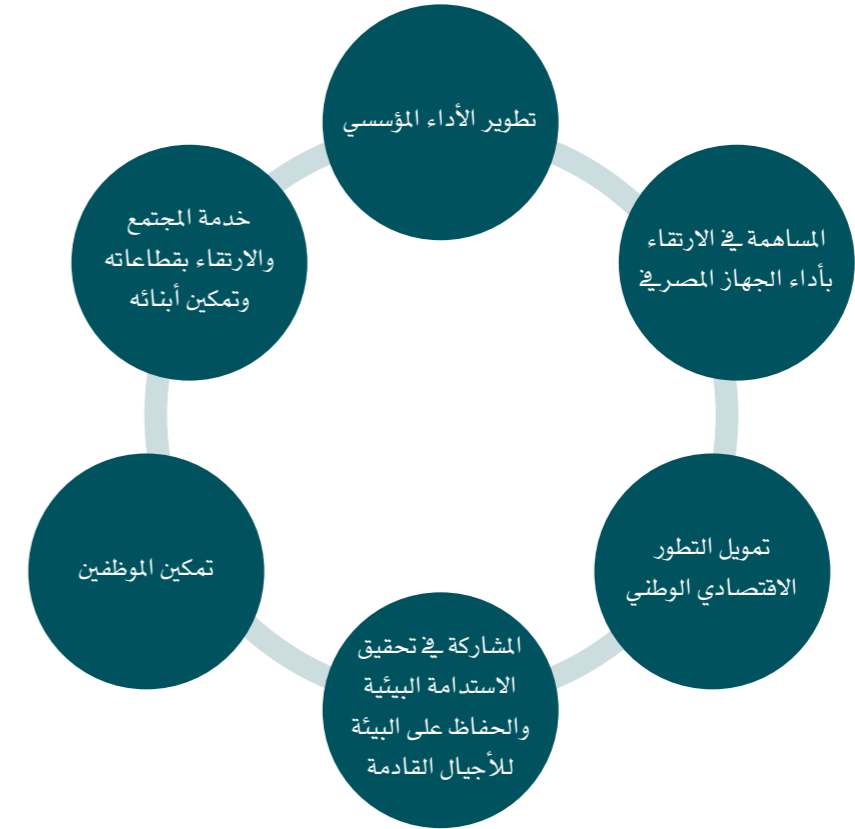 تطوير الأداء المؤسسي
المساهمة في الارتقاء
بأداء الجهاز المصرفي
تمويل التطور
الاقتصادي الوطني
المشاركة في تحقيق
الاستدامة البيئية
والحفاظ على البيئة
للأجيال القادمة
تمكين الموظفين
خدمة المجتمع
والارتقاء بقطاعاته
وتمكين أبنائه